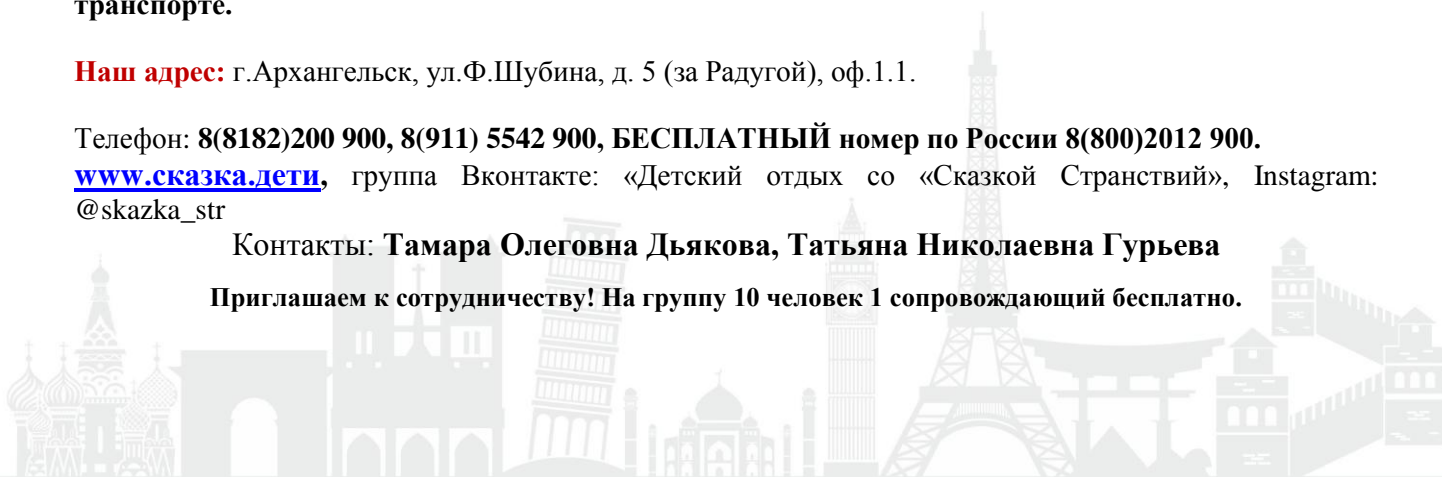 транспорте.
Наш адрес: г.Архангельск, ул.Ф.Шубина, д. 5 (за Радугой), оф.1.1.
Телефон: 8(8182)200 900, 8(911) 5542 900, БЕСПЛАТНЫЙ номер по России 8(800)2012 900.
www.сказка.дети, группа Вконтакте: «Детский отдых со «Сказкой Странствий», Instagram:
@skazka_str
Контакты: Тамара Олеговна Дьякова, Татьяна Николаевна Гурьева
Приглашаем к сотрудничеству! На группу 10 человек 1 сопровождающий бесплатно.